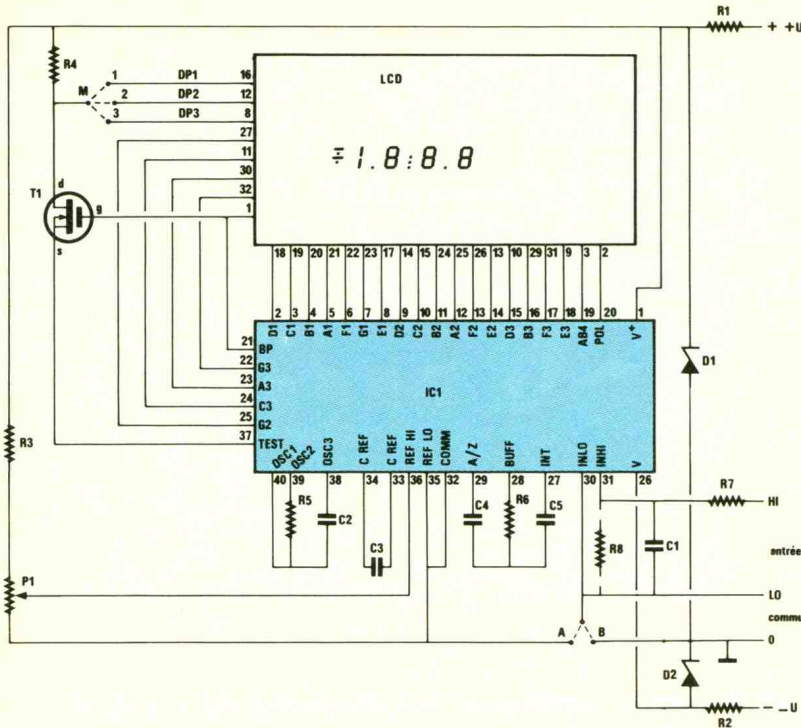 R1
+ +U
R4
M
1 DP1 16
2 DP2 12
3 DP3 8
27
11
30
32
1
LCD
÷1.8:8.8
T1
d
g
s
18 19 20 21 22 23 17 14 15 24 25 26 13 10 29 31 9 3 2
2 3 4 5 6 7 8 9 10 11 12 13 14 15 16 17 18 19 20 1
D1 C1 B1 A1 F1 G1 E1 D2 C2 B2 A2 F2 E2 D3 B3 F3 E3 AB4 POL V+
21 BP
22 G3
23 A3
24 C3
25 G2
37 TEST
IC1
D1
R3
OSC1 OSC2 OSC3 C REF C REF REF HI REF LO COMM A/Z BUFF INT INLO INHI V
40 39 38 34 33 36 35 32 29 28 27 30 31 26
R5
C2
C3
C4
R6
C5
R7
HI
R8
C1
entrée
P1
LO
commu
A
B
0
D2
− −U
R2